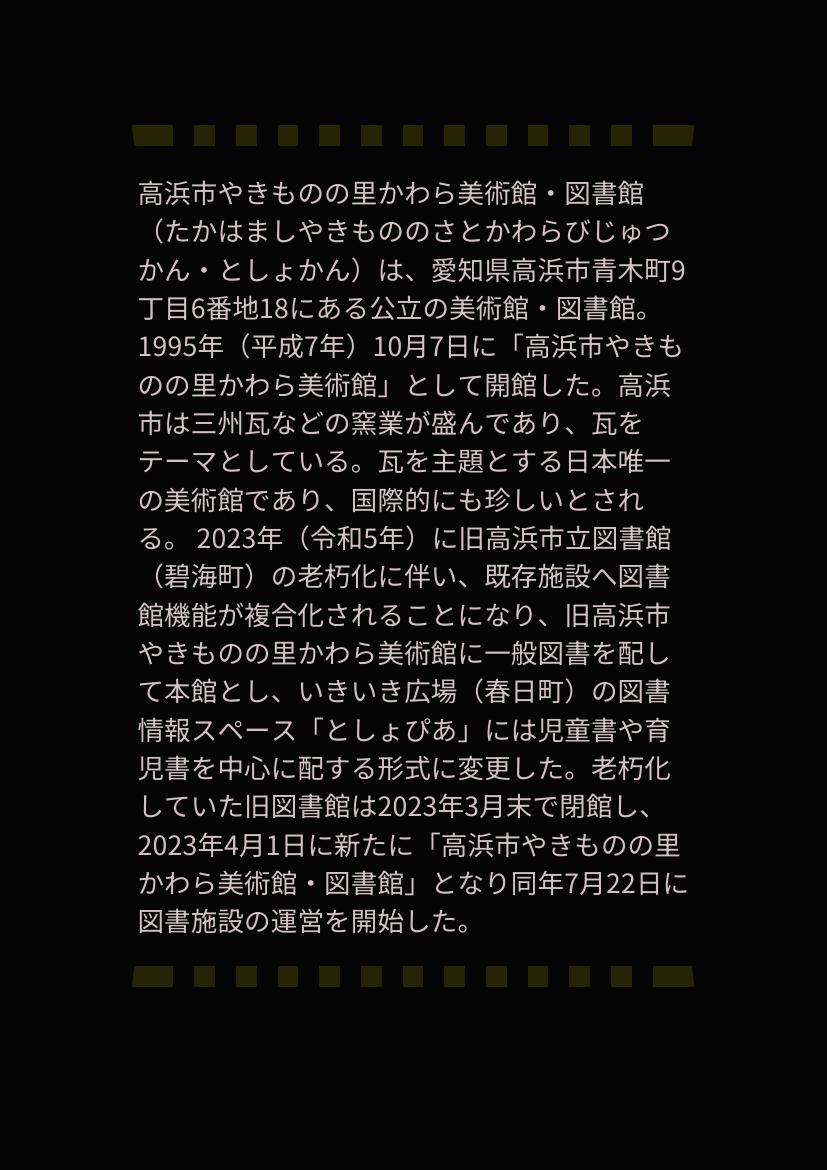 高浜市やきものの里かわら美術館・図書館
（たかはましやきもののさとかわらびじゅつ
かん・としょかん）は、愛知県高浜市青木町9
丁目6番地18にある公立の美術館・図書館。
1995年（平成7年）10月7日に「高浜市やきも
のの里かわら美術館」として開館した。高浜
市は三州瓦などの窯業が盛んであり、瓦を
テーマとしている。瓦を主題とする日本唯一
の美術館であり、国際的にも珍しいとされ
る。 2023年（令和5年）に旧高浜市立図書館
（碧海町）の老朽化に伴い、既存施設へ図書
館機能が複合化されることになり、旧高浜市
やきものの里かわら美術館に一般図書を配し
て本館とし、いきいき広場（春日町）の図書
情報スペース「としょぴあ」には児童書や育
児書を中心に配する形式に変更した。老朽化
していた旧図書館は2023年3月末で閉館し、
2023年4月1日に新たに「高浜市やきものの里
かわら美術館・図書館」となり同年7月22日に
図書施設の運営を開始した。